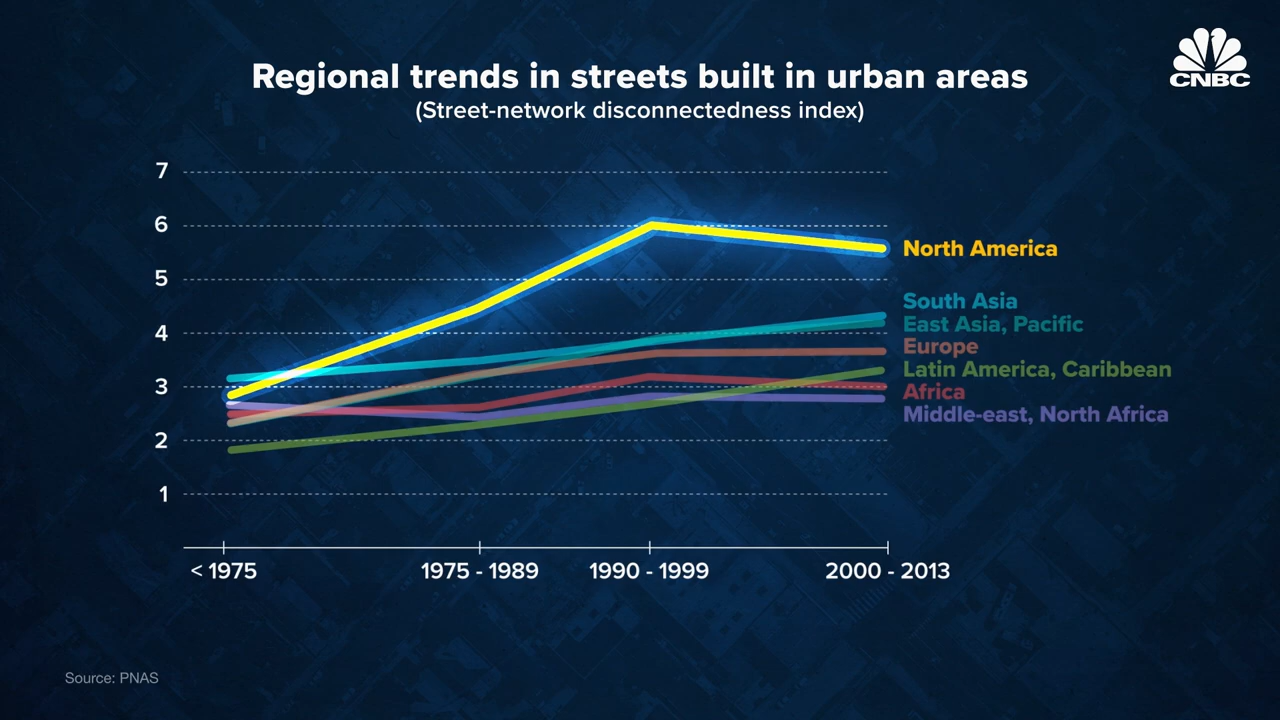 CNBC
Regional trends in streets built in urban areas
(Street-network disconnectedness index)
7
6
5
4
3
2
1
North America
South Asia
East Asia, Pacific
Europe
Latin America, Caribbean
Africa
Middle-east, North Africa
< 1975 1975 - 1989 1990 - 1999 2000 - 2013
Source: PNAS